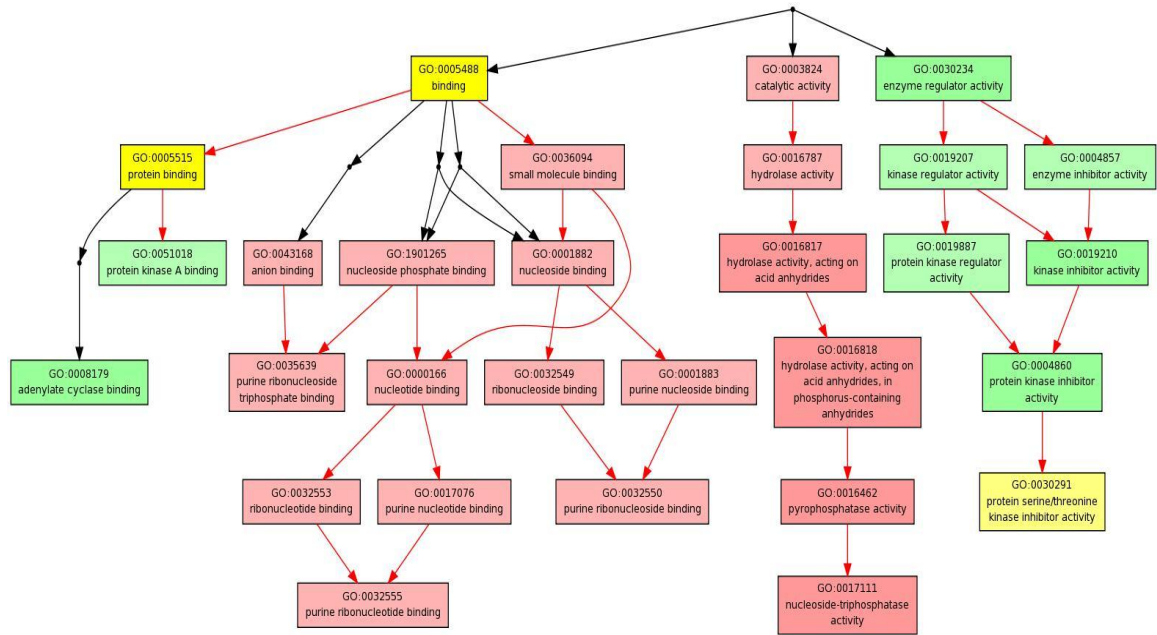 GO:0005488
binding
GO:0003824
catalytic activity
GO:0030234
enzyme regulator activity
GO:0005515
protein binding
GO:0036094
small molecule binding
GO:0016787
hydrolase activity
GO:0019207
kinase regulator activity
GO:0004857
enzyme inhibitor activity
GO:0051018
protein kinase A binding
GO:0043168
anion binding
GO:1901265
nucleoside phosphate binding
GO:0001882
nucleoside binding
GO:0016817
hydrolase activity, acting on
acid anhydrides
GO:0019887
protein kinase regulator
activity
GO:0019210
kinase inhibitor activity
GO:0008179
adenylate cyclase binding
GO:0035639
purine ribonucleoside
triphosphate binding
GO:0000166
nucleotide binding
GO:0032549
ribonucleoside binding
GO:0001883
purine nucleoside binding
GO:0016818
hydrolase activity, acting on
acid anhydrides, in
phosphorus-containing
anhydrides
GO:0004860
protein kinase inhibitor
activity
GO:0032553
ribonucleotide binding
GO:0017076
purine nucleotide binding
GO:0032550
purine ribonucleoside binding
GO:0016462
pyrophosphatase activity
GO:0030291
protein serine/threonine
kinase inhibitor activity
GO:0032555
purine ribonucleotide binding
GO:0017111
nucleoside-triphosphatase
activity